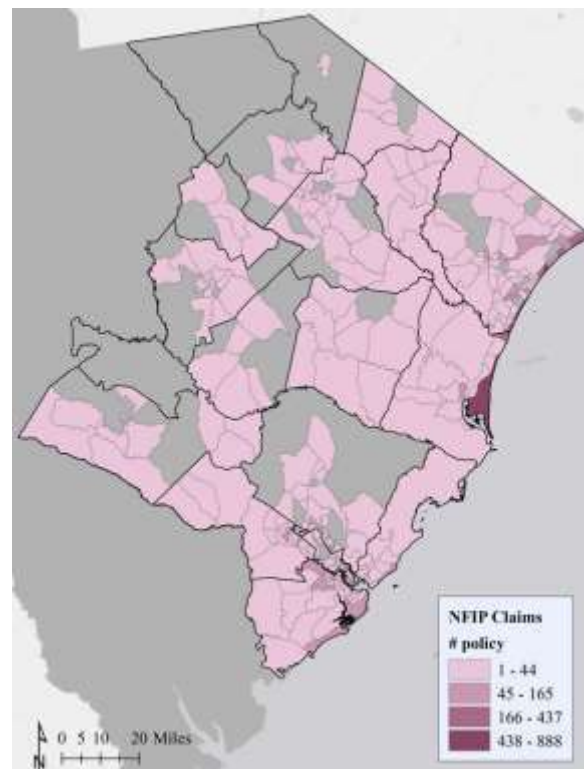 NFIP Claims
# policy
1 - 44
45 - 165
166 - 437
438 - 888
N
0 5 10 20 Miles